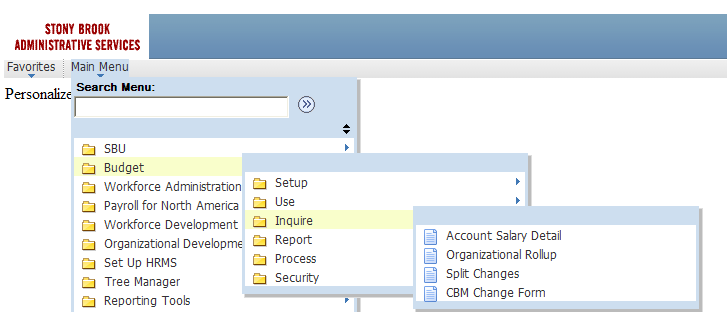 STONY BROOK
ADMINISTRATIVE SERVICES
Favorites Main Menu
Personalize
Search Menu:
SBU
Budget
Workforce Administration
Payroll for North America
Workforce Development
Organizational Developme
Set Up HRMS
Tree Manager
Reporting Tools
Setup
Use
Inquire
Report
Process
Security
Account Salary Detail
Organizational Rollup
Split Changes
CBM Change Form